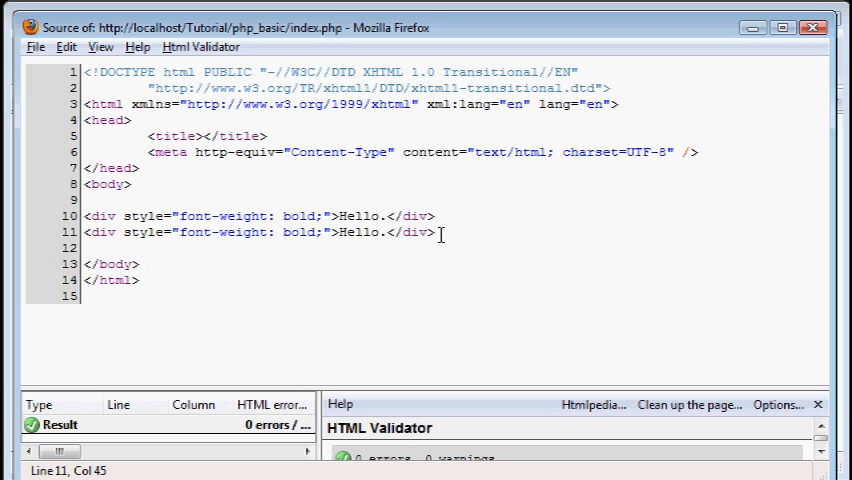 Source of: http://localhost/Tutorial/php_basic/index.php - Mozilla Firefox
File Edit View Help Html Validator
1 <!DOCTYPE html PUBLIC "-//W3C//DTD XHTML 1.0 Transitional//EN"
2 "http://www.w3.org/TR/xhtml1/DTD/xhtml1-transitional.dtd">
3 <html xmlns="http://www.w3.org/1999/xhtml" xml:lang="en" lang="en">
4 <head>
5 <title></title>
6 <meta http-equiv="Content-Type" content="text/html; charset=UTF-8" />
7 </head>
8 <body>
9
10 <div style="font-weight: bold;">Hello.</div>
11 <div style="font-weight: bold;">Hello.</div>
12
13 </body>
14 </html>
15
Type Line Column HTML error...
Result 0 errors / ...
Help Htmlpedia... Clean up the page... Options...
HTML Validator
0 errors, 0 warnings
Line 11, Col 45